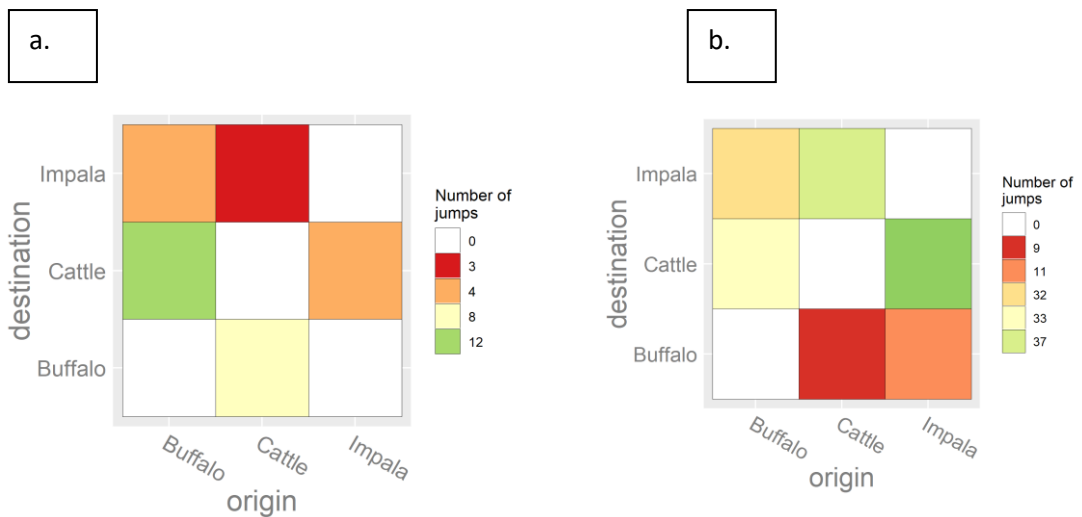 a.
Impala
Cattle
Buffalo
destination
Buffalo
Cattle
Impala
origin
Number of
jumps
0
3
4
8
12
b.
Impala
Cattle
Buffalo
destination
Buffalo
Cattle
Impala
origin
Number of
jumps
0
9
11
32
33
37